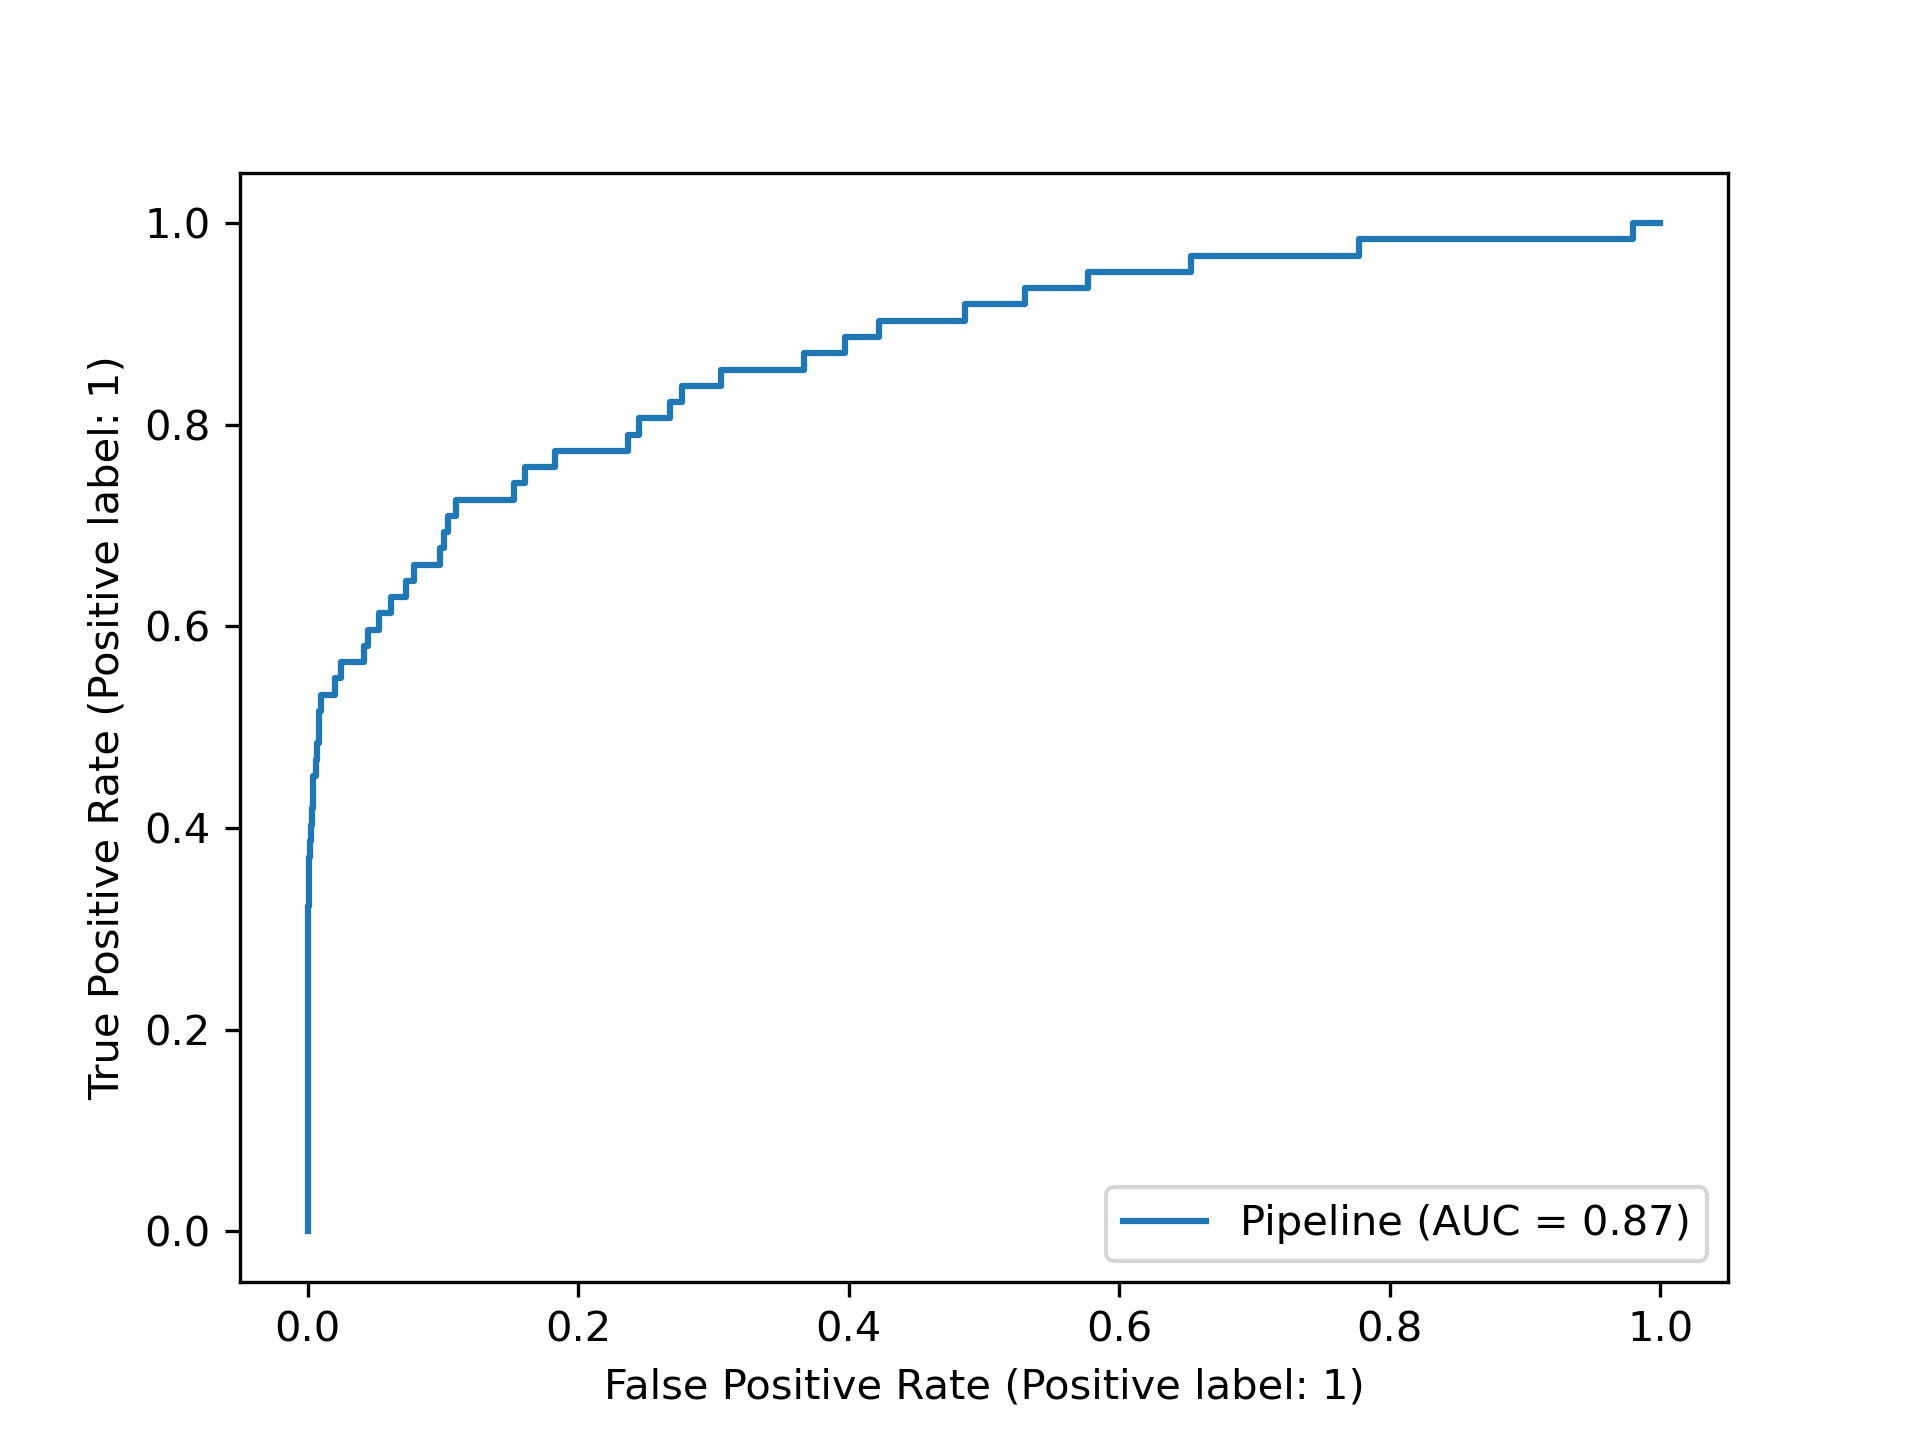 True Positive Rate (Positive label: 1)
1.0
0.8
0.6
0.4
0.2
0.0
Pipeline (AUC = 0.87)
0.0 0.2 0.4 0.6 0.8 1.0
False Positive Rate (Positive label: 1)